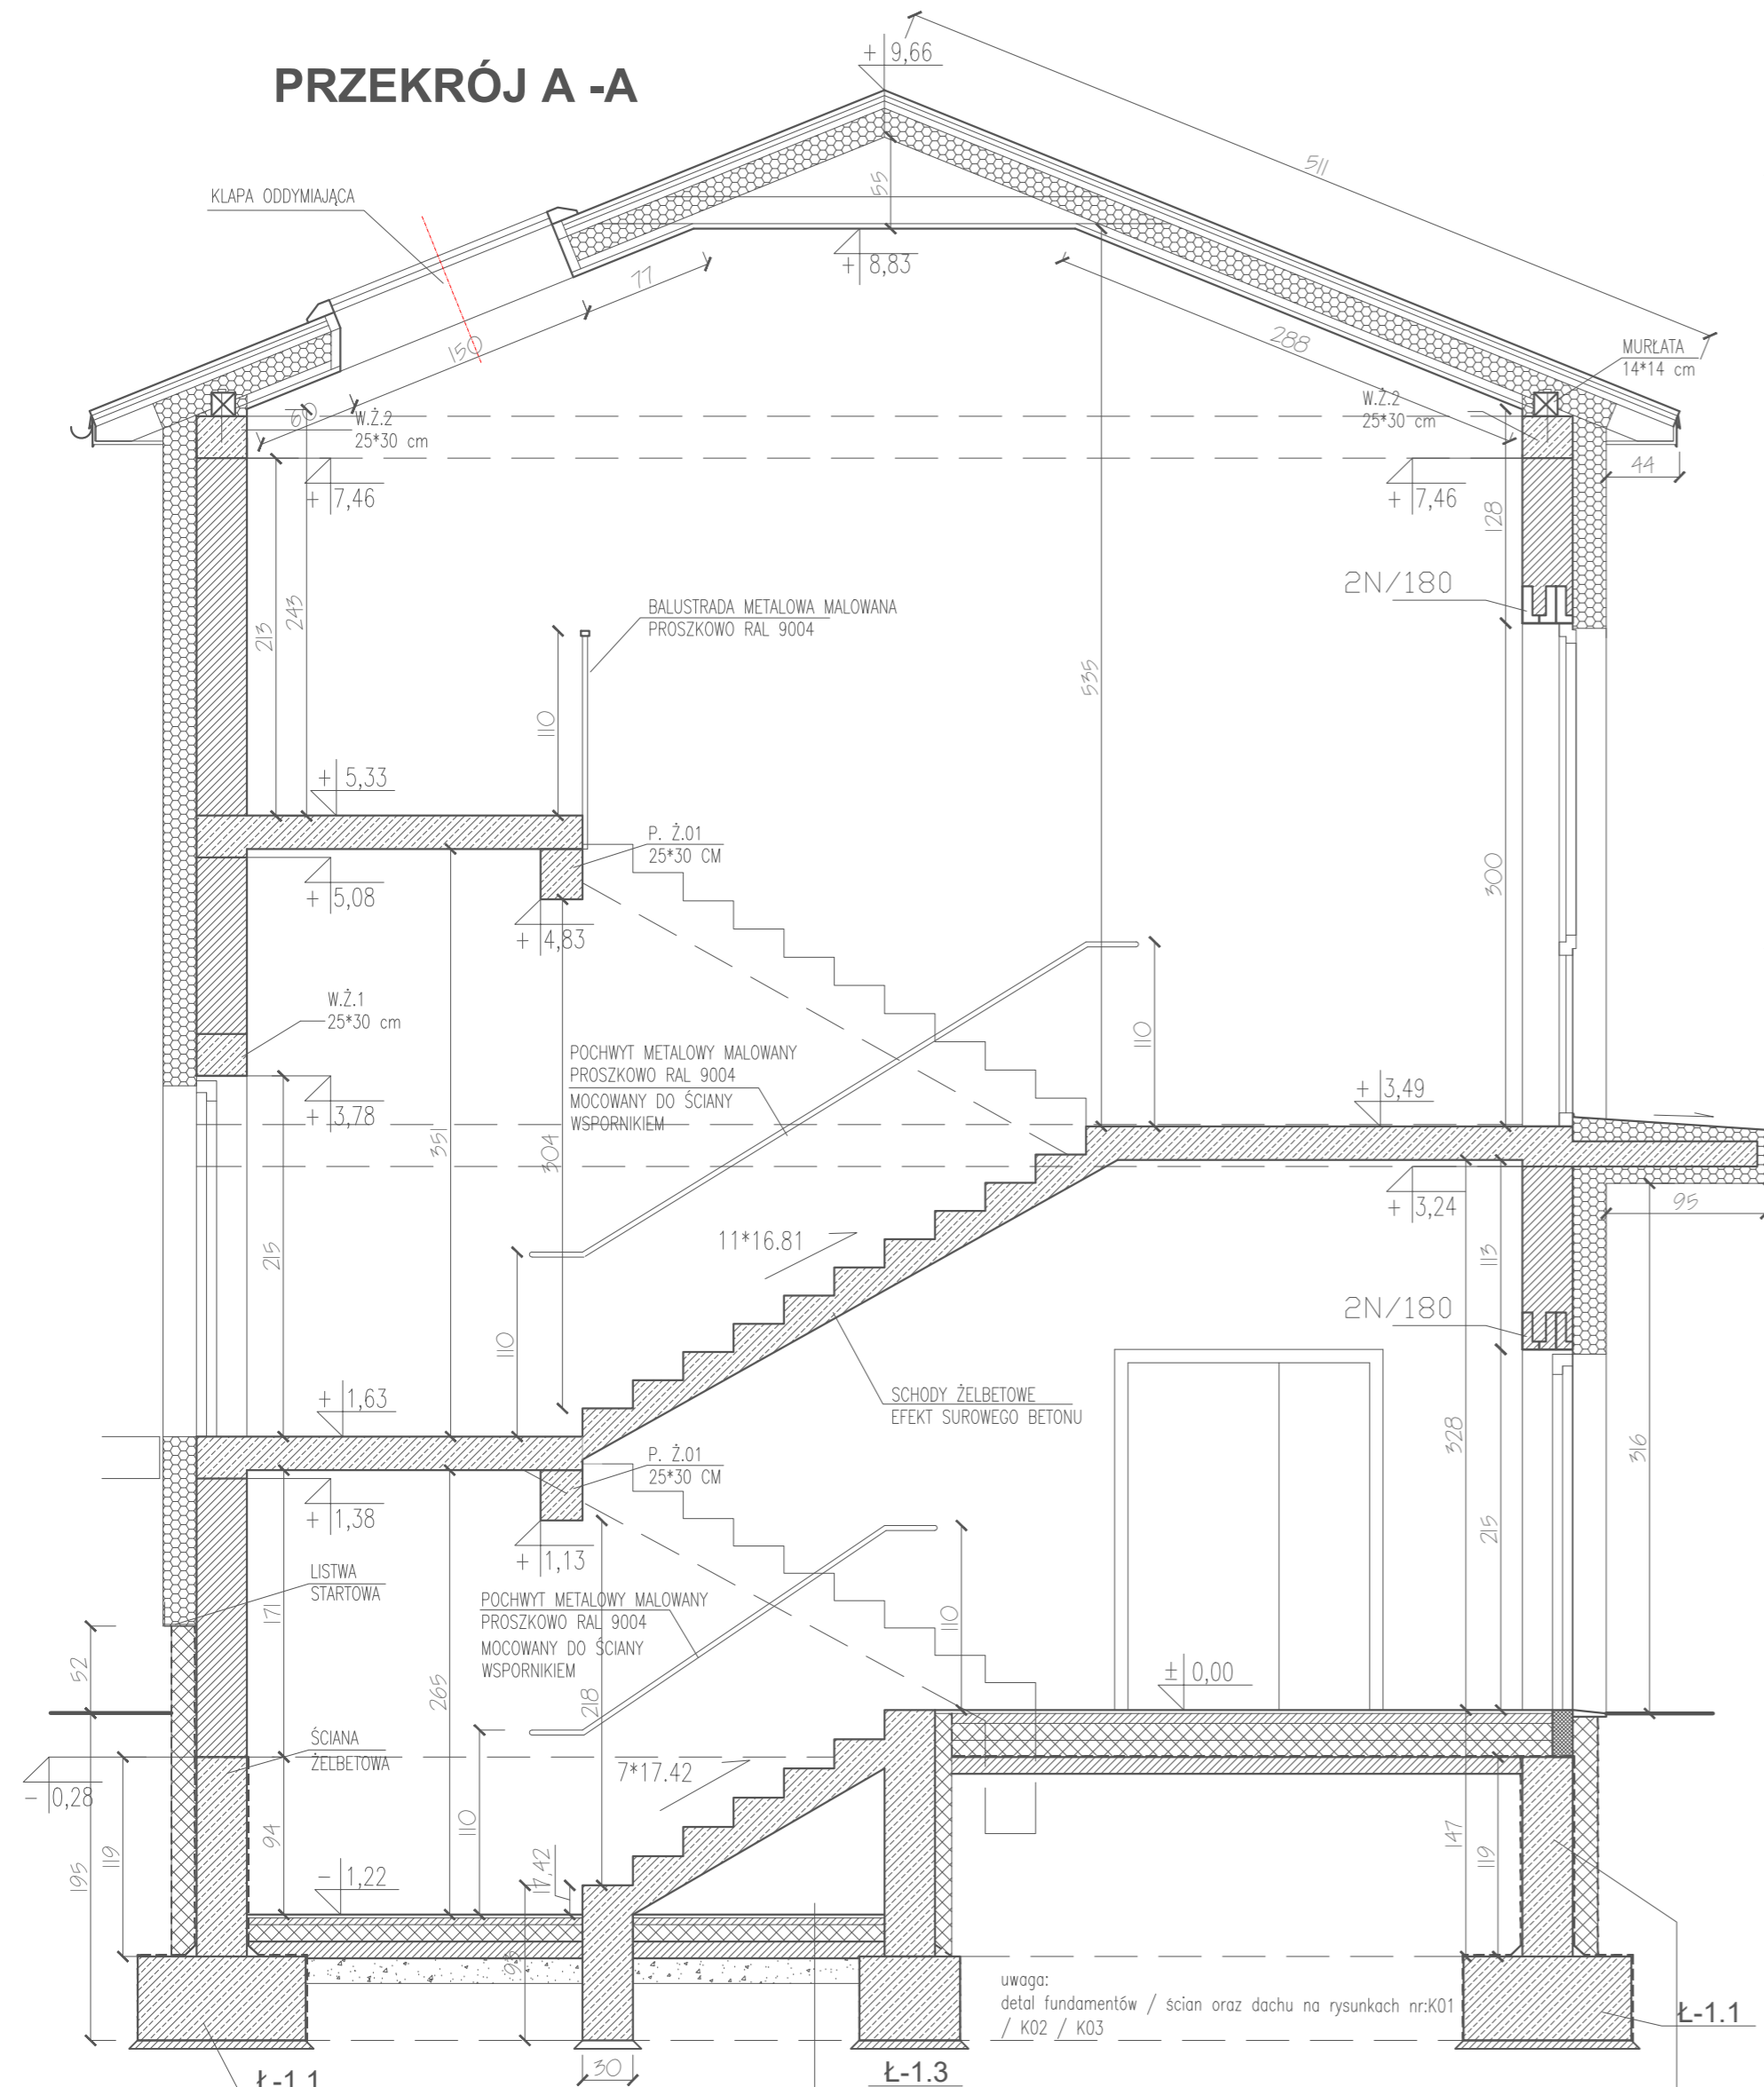 + 9,66
PRZEKRÓJ A -A
511
KLAPA ODDYMIAJĄCA
55
+ 8,83
77
150
288
MURŁATA
14*14 cm
60
W.Ż.2
25*30 cm
W.Ż.2
25*30 cm
44
+ 7,46
+ 7,46
128
2N/180
BALUSTRADA METALOWA MALOWANA
PROSZKOWO RAL 9004
213
243
535
110
+ 5,33
P. Ż.01
25*30 CM
300
+ 5,08
+ 4,83
W.Ż.1
25*30 cm
110
POCHWYT METALOWY MALOWANY
PROSZKOWO RAL 9004
MOCOWANY DO ŚCIANY
WSPORNIKIEM
+ 3,78
+ 3,49
351
304
+ 3,24
95
11*16.81
215
113
2N/180
110
SCHODY ŻELBETOWE
EFEKT SUROWEGO BETONU
+ 1,63
328
316
P. Ż.01
25*30 CM
+ 1,38
215
+ 1,13
LISTWA
STARTOWA
171
POCHWYT METALOWY MALOWANY
PROSZKOWO RAL 9004
MOCOWANY DO ŚCIANY
WSPORNIKIEM
110
52
265
218
± 0,00
ŚCIANA
ŻELBETOWA
7*17.42
- 0,28
110
94
119
195
147
119
- 1,22
17,42
93
uwaga:
detal fundamentów / ścian oraz dachu na rysunkach nr:K01
/ K02 / K03
Ł-1.1
30
Ł-1.3
Ł-1.1